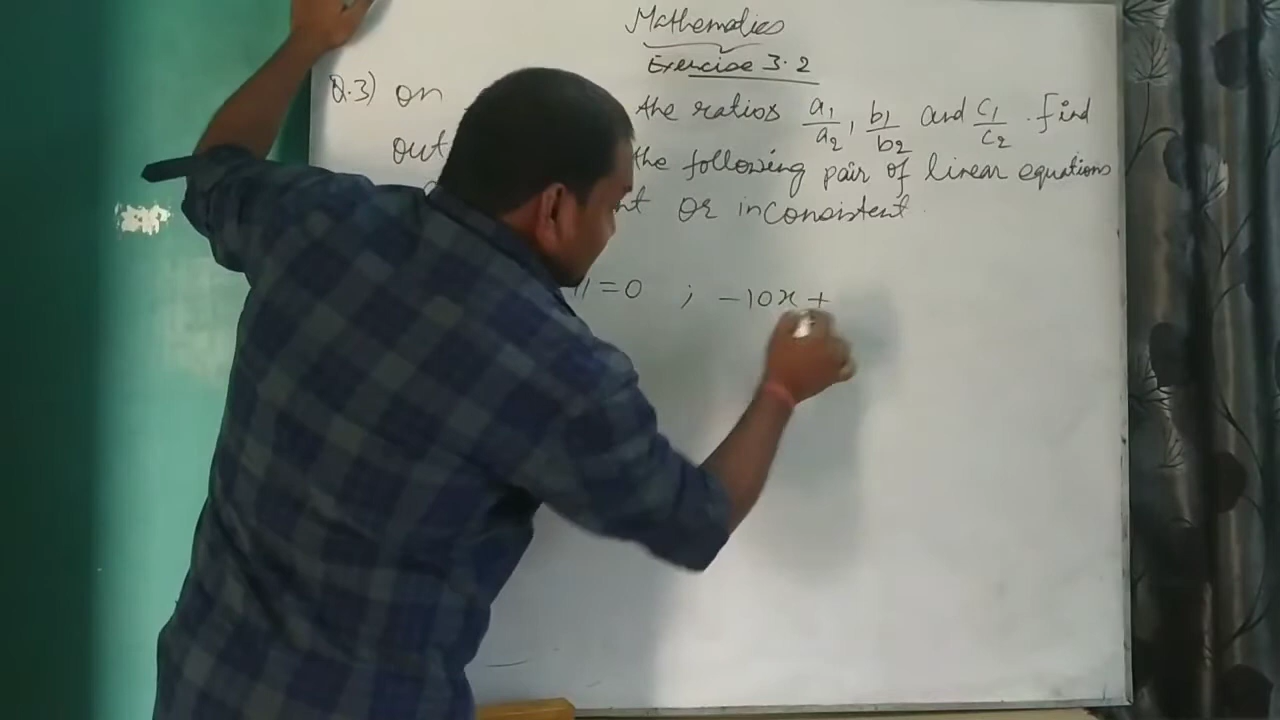 Mathematics
Exercise 3.2
Q.3) on the ratios a1/a2, b1/b2 and c1/c2. find
out the following pair of linear equations
or inconsistent.
11=0 ; -10x+